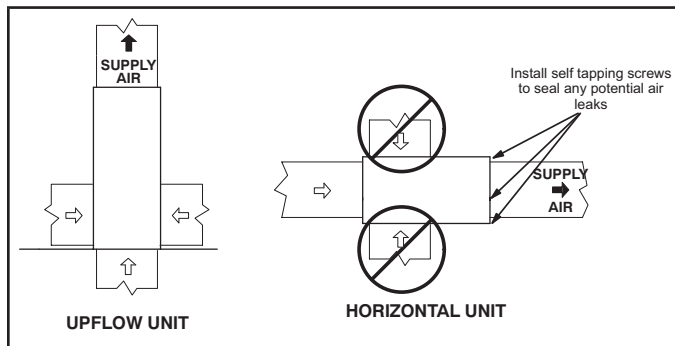 SUPPLY
AIR
UPFLOW UNIT
Install self tapping screws
to seal any potential air
leaks
SUPPLY
AIR
HORIZONTAL UNIT